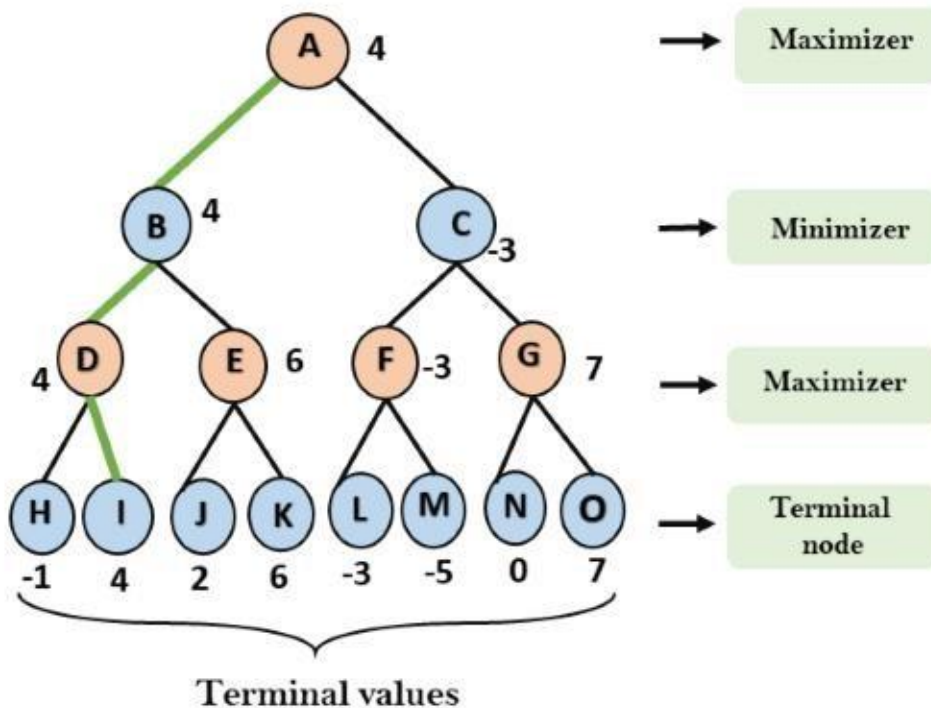 A 4 Maximizer
B 4 C -3 Minimizer
D 4 E 6 F -3 G 7 Maximizer
H I J K L M N O Terminal
node
-1 4 2 6 -3 -5 0 7
Terminal values